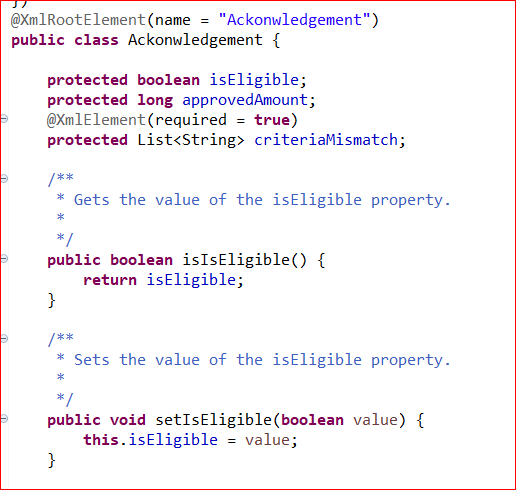 })
@XmlRootElement(name = "Ackonwledgement")
public class Ackonwledgement {
protected boolean isEligible;
protected long approvedAmount;
@XmlElement(required = true)
protected List<String> criteriaMismatch;
/**
* Gets the value of the isEligible property.
*
*/
public boolean isIsEligible() {
return isEligible;
}
/**
* Sets the value of the isEligible property.
*
*/
public void setIsEligible(boolean value) {
this.isEligible = value;
}